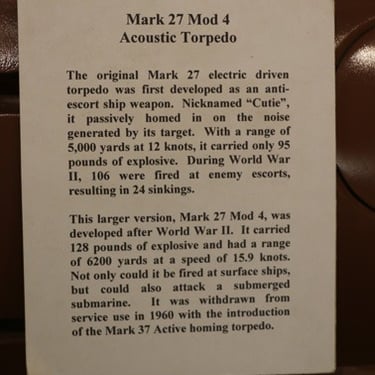 Mark 27 Mod 4
Acoustic Torpedo
The original Mark 27 electric driven
torpedo was first developed as an anti-
escort ship weapon. Nicknamed “Cutie”,
it passively homed in on the noise
generated by its target. With a range of
5,000 yards at 12 knots, it carried only 95
pounds of explosive. During World War
II, 106 were fired at enemy escorts,
resulting in 24 sinkings.
This larger version, Mark 27 Mod 4, was
developed after World War II. It carried
128 pounds of explosive and had a range
of 6200 yards at a speed of 15.9 knots.
Not only could it be fired at surface ships,
but could also attack a submerged
submarine. It was withdrawn from
service use in 1960 with the introduction
of the Mark 37 Active homing torpedo.